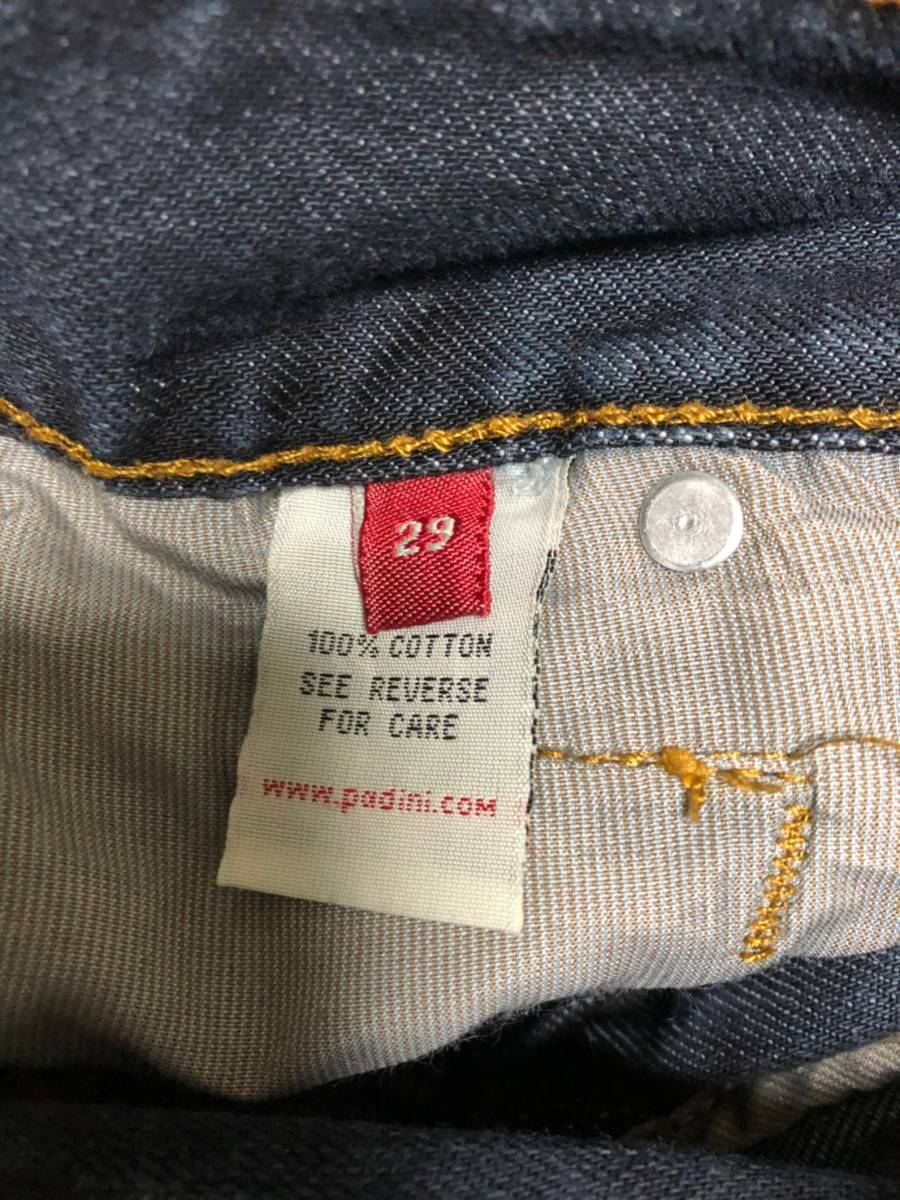 29
100% COTTON
SEE REVERSE
FOR CARE
www.padini.com